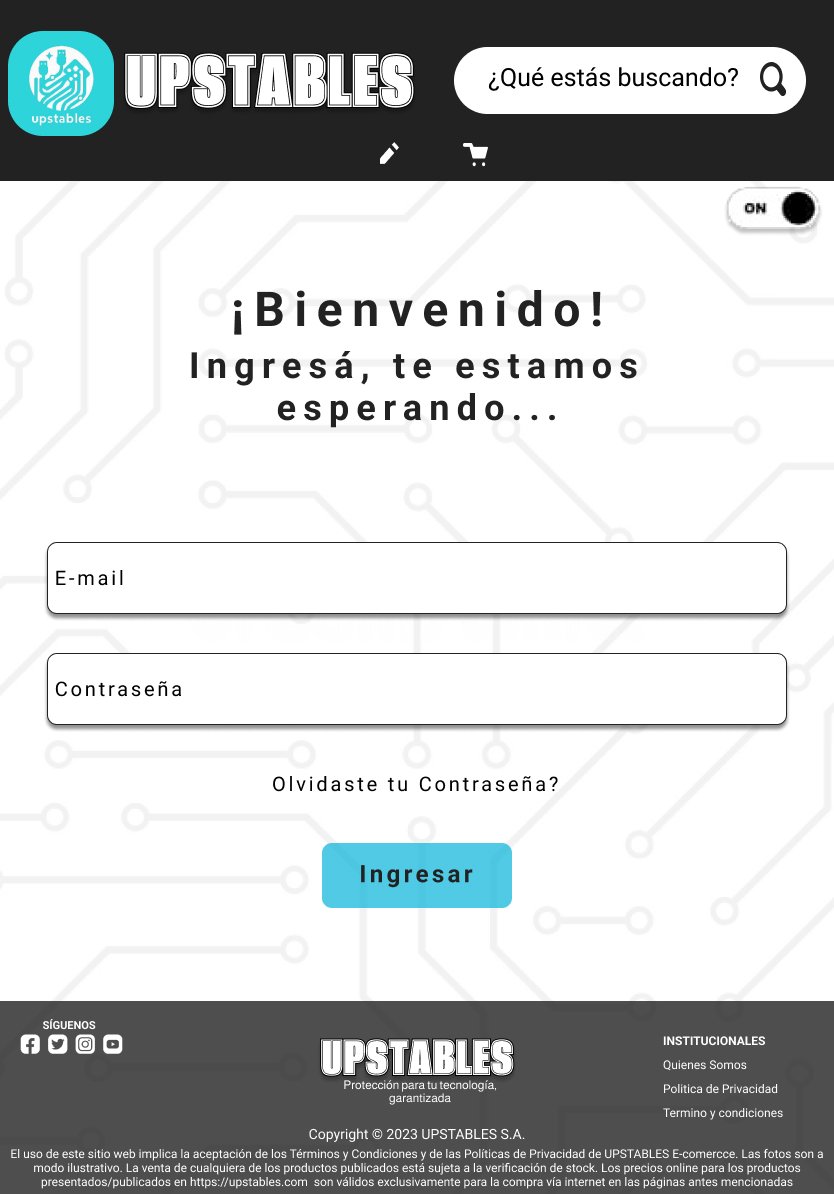 upstables
UPSTABLES
¿Qué estás buscando?
ON
¡Bienvenido!
Ingresá, te estamos
esperando...
E-mail
Contraseña
Olvidaste tu Contraseña?
Ingresar
SÍGUENOS
UPSTABLES
Protección para tu tecnología,
garantizada
INSTITUCIONALES
Quienes Somos
Politica de Privacidad
Termino y condiciones
Copyright © 2023 UPSTABLES S.A.
El uso de este sitio web implica la aceptación de los Términos y Condiciones y de las Políticas de Privacidad de UPSTABLES E-comercce. Las fotos son a
modo ilustrativo. La venta de cualquiera de los productos publicados está sujeta a la verificación de stock. Los precios online para los productos
presentados/publicados en https://upstables.com son válidos exclusivamente para la compra vía internet en las páginas antes mencionadas